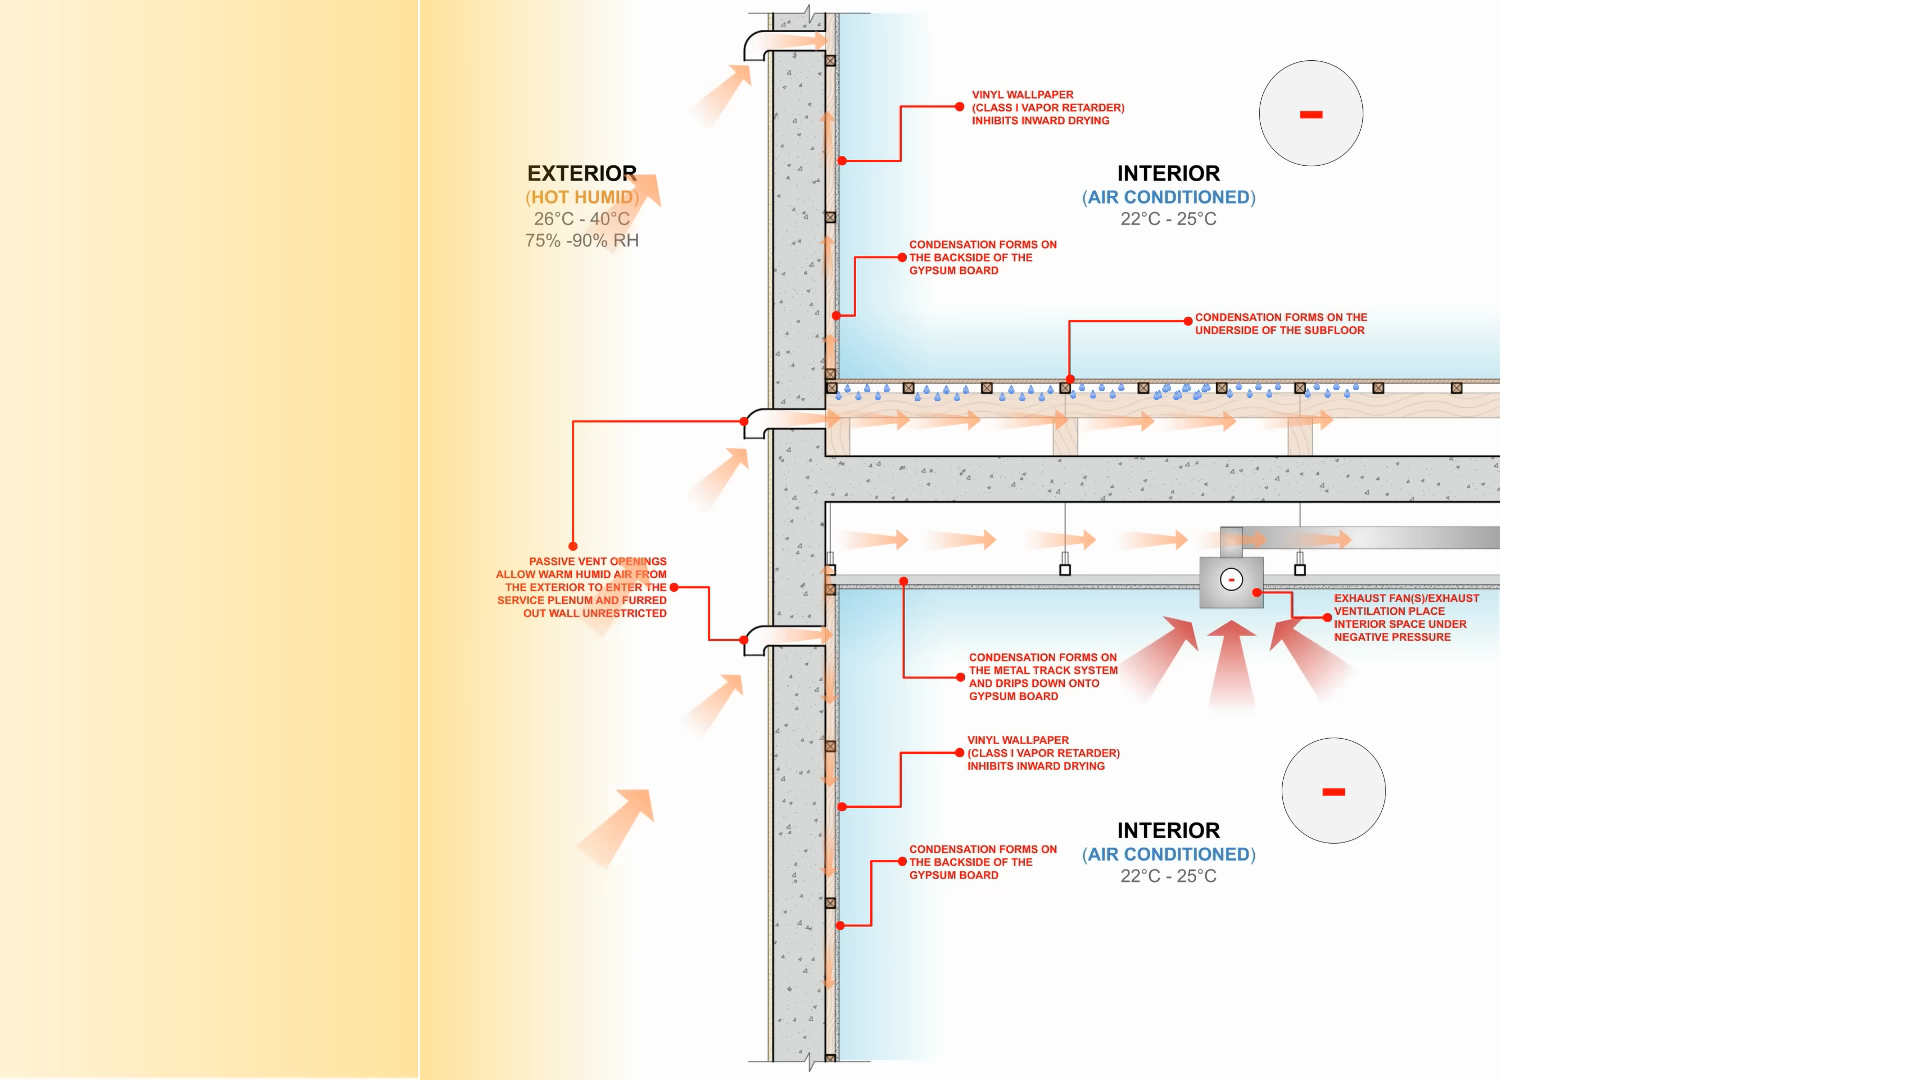 VINYL WALLPAPER
(CLASS I VAPOR RETARDER)
INHIBITS INWARD DRYING
EXTERIOR
(HOT HUMID)
26°C - 40°C
75% -90% RH
INTERIOR
(AIR CONDITIONED)
22°C - 25°C
CONDENSATION FORMS ON
THE BACKSIDE OF THE
GYPSUM BOARD
CONDENSATION FORMS ON THE
UNDERSIDE OF THE SUBFLOOR
PASSIVE VENT OPENINGS
ALLOW WARM HUMID AIR FROM
THE EXTERIOR TO ENTER THE
SERVICE PLENUM AND FURRED
OUT WALL UNRESTRICTED
EXHAUST FAN(S)/EXHAUST
VENTILATION PLACE
INTERIOR SPACE UNDER
NEGATIVE PRESSURE
CONDENSATION FORMS ON
THE METAL TRACK SYSTEM
AND DRIPS DOWN ONTO
GYPSUM BOARD
VINYL WALLPAPER
(CLASS I VAPOR RETARDER)
INHIBITS INWARD DRYING
INTERIOR
(AIR CONDITIONED)
22°C - 25°C
CONDENSATION FORMS ON
THE BACKSIDE OF THE
GYPSUM BOARD